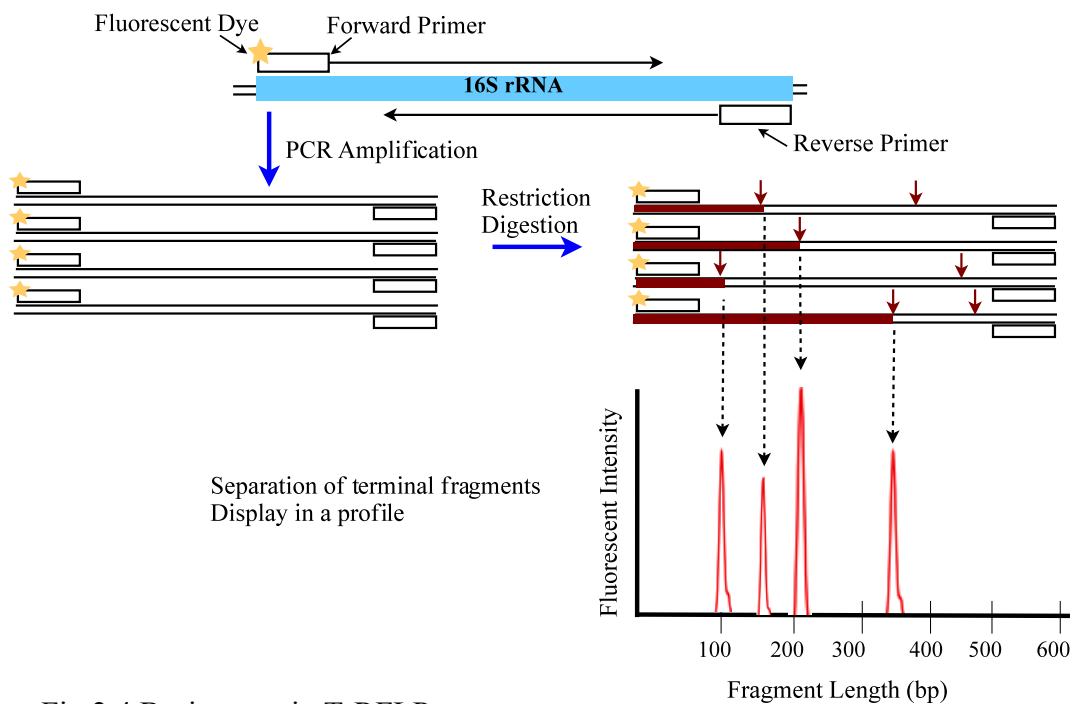 Fluorescent Dye
Forward Primer
16S rRNA
Reverse Primer
PCR Amplification
Restriction
Digestion
Separation of terminal fragments
Display in a profile
Fluorescent Intensity
100 200 300 400 500 600
Fragment Length (bp)